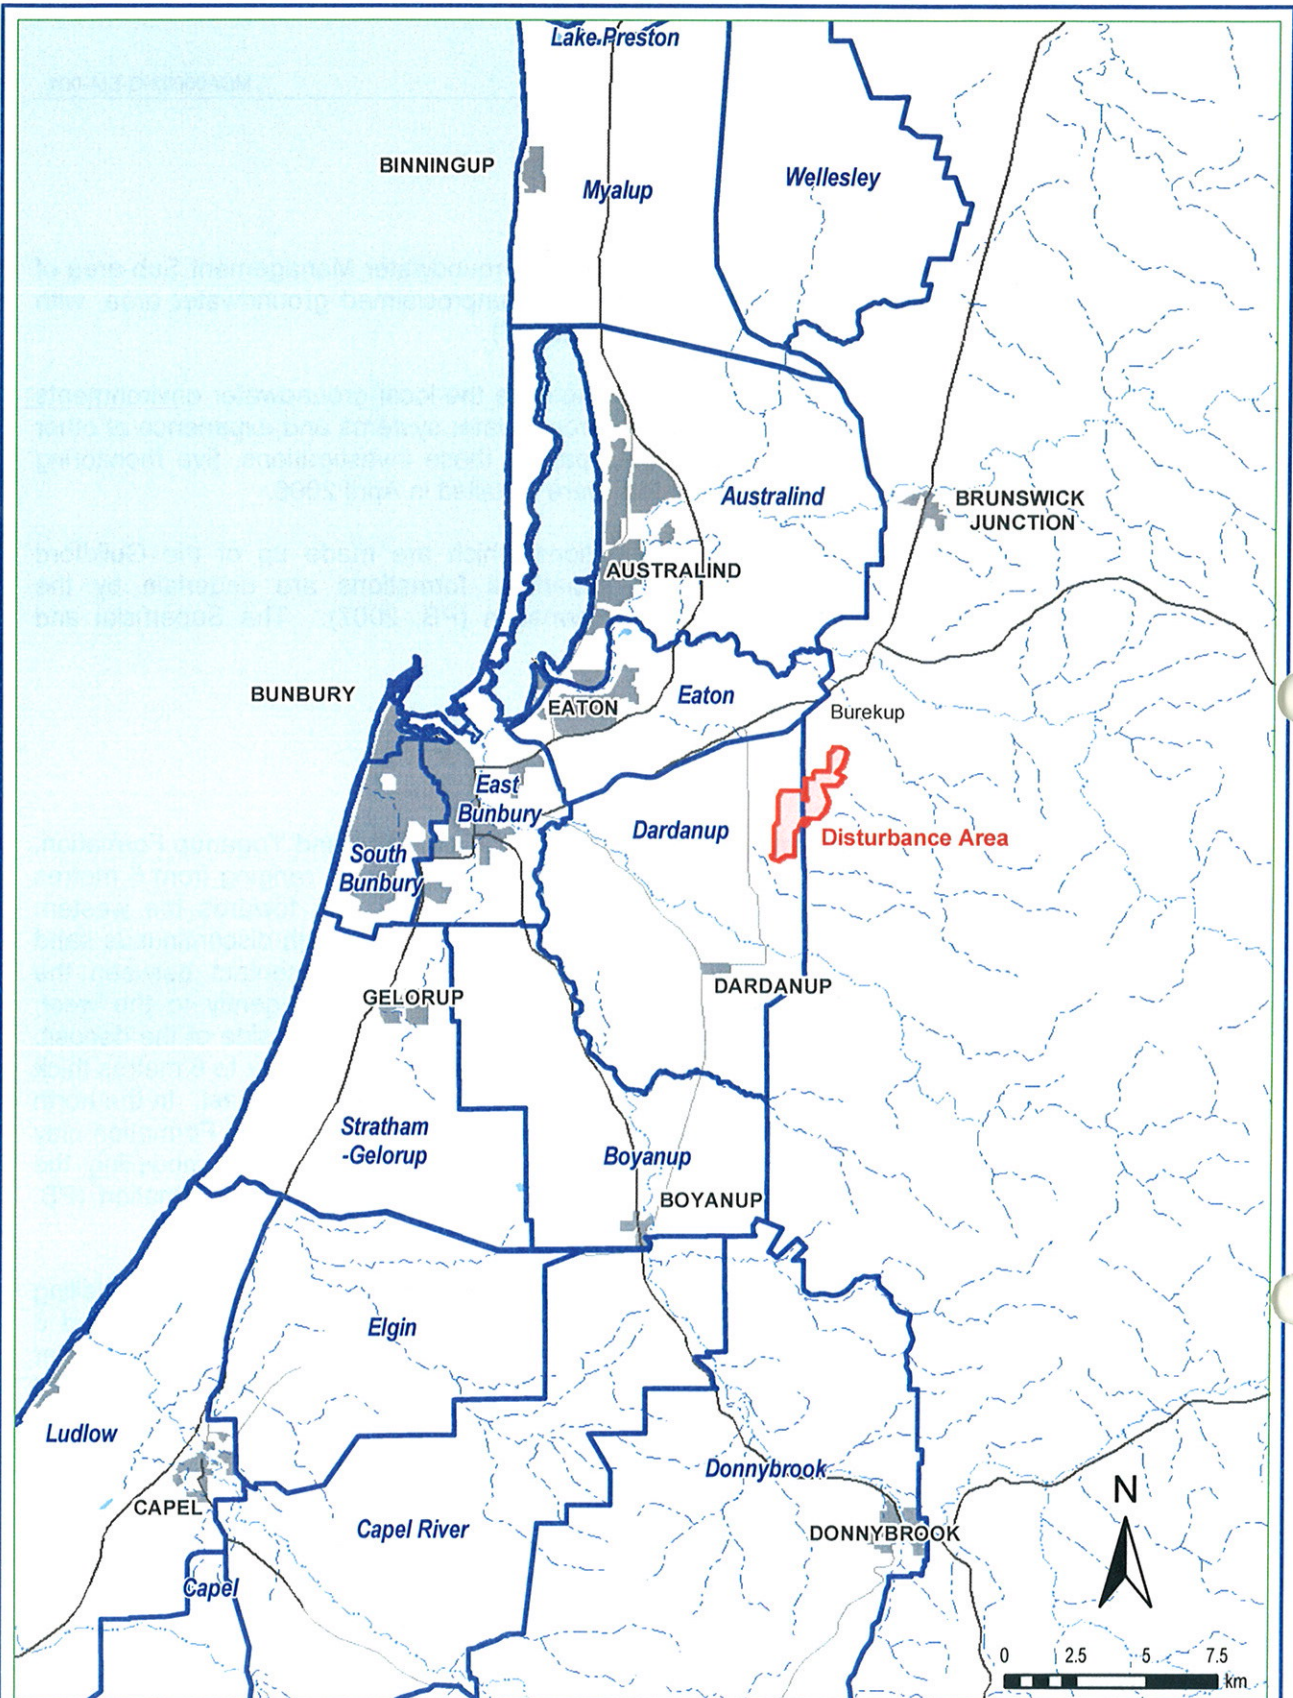 Lake Preston
BINNINGUP
Myalup
Wellesley
Australind
BRUNSWICK
JUNCTION
AUSTRALIND
BUNBURY
EATON
Eaton
Burekup
East
Bunbury
Dardanup
Disturbance Area
South
Bunbury
DARDANUP
GELORUP
Stratham
-Gelorup
Boyanup
BOYANUP
Elgin
Ludlow
Donnybrook
CAPEL
Capel River
DONNYBROOK
N
Capel
0 2.5 5 7.5
km